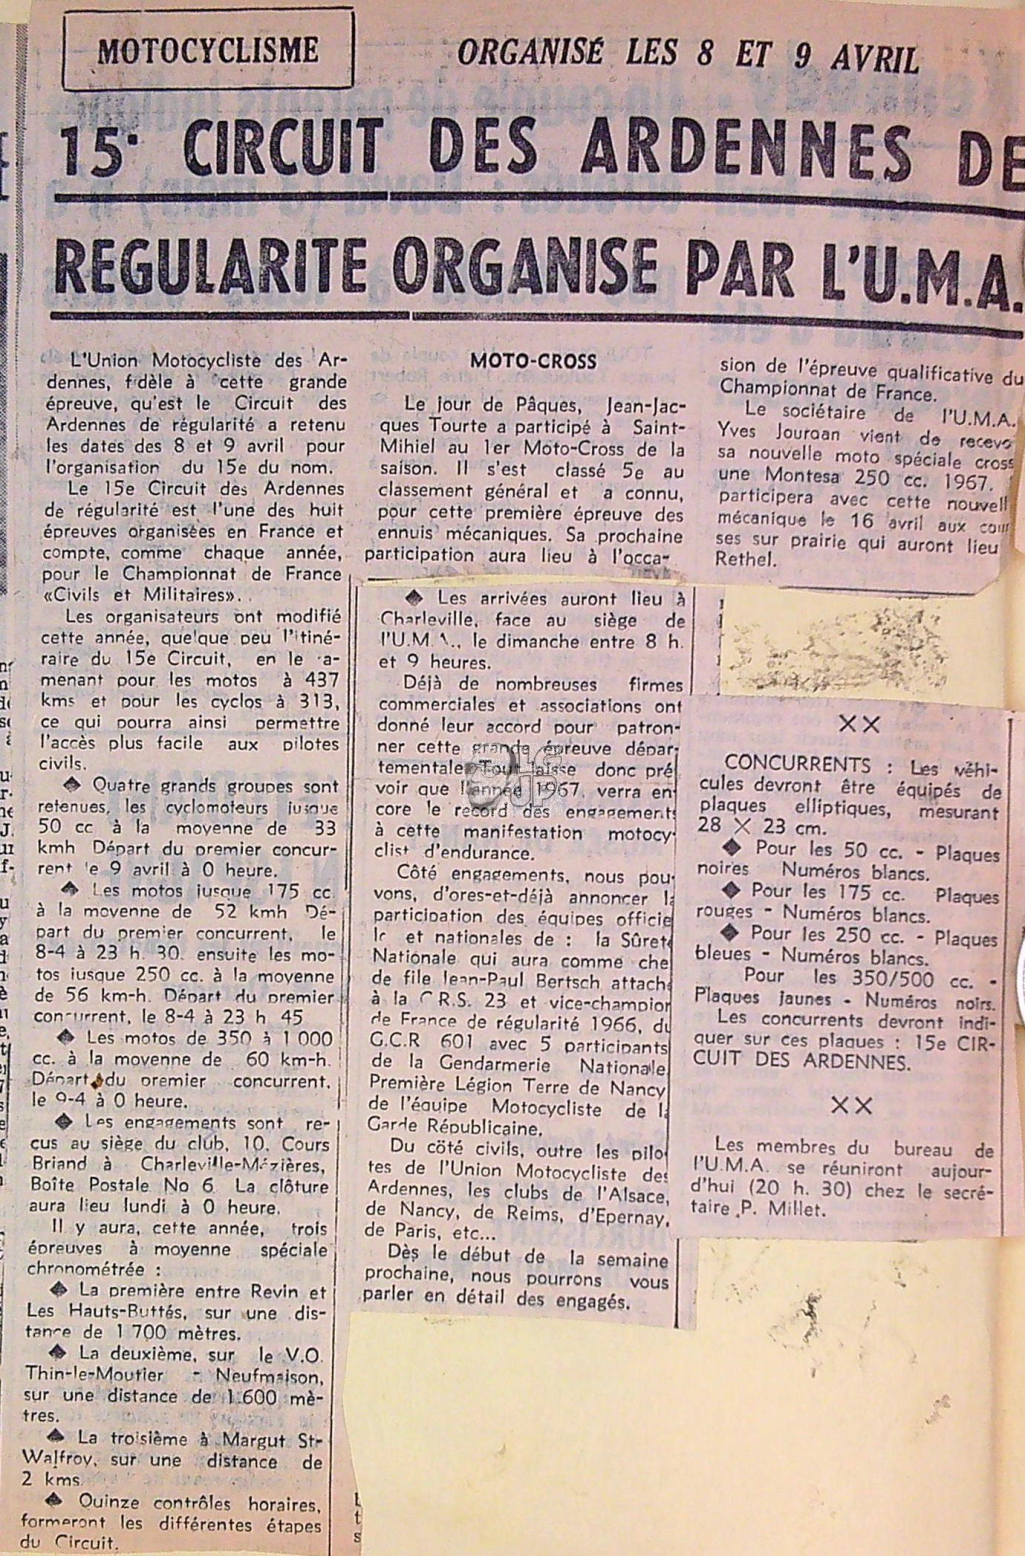 MOTOCYCLISME
ORGANISÉ LES 8 ET 9 AVRIL
15e CIRCUIT DES ARDENNES DE
REGULARITE ORGANISE PAR L'U.M.A.
L'Union Motocycliste des Ar-
dennes, fidèle à cette grande
épreuve, qu'est le Circuit des
Ardennes de régularité a retenu
les dates des 8 et 9 avril pour
l'organisation du 15e du nom.
Le 15e Circuit des Ardennes
de régularité est l'une des huit
épreuves organisées en France et
compte, comme chaque année,
pour le Championnat de France
«Civils et Militaires».
Les organisateurs ont modifié
cette année, quelque peu l'itiné-
raire du 15e Circuit, en le a-
menant pour les motos à 437
kms et pour les cyclos à 313,
ce qui pourra ainsi permettre
l'accès plus facile aux pilotes
civils.
◆ Quatre grands groupes sont
retenues, les cyclomoteurs jusque
50 cc à la moyenne de 33
kmh Départ du premier concur-
rent le 9 avril à 0 heure.
◆ Les motos jusque 175 cc
à la moyenne de 52 kmh Dé-
part du premier concurrent, le
8-4 à 23 h. 30. ensuite les mo-
tos jusque 250 cc. à la moyenne
de 56 km-h. Départ du premier
concurrent, le 8-4 à 23 h 45
◆ Les motos de 350 à 1 000
cc. à la moyenne de 60 km-h.
Départ du premier concurrent.
le 9-4 à 0 heure.
◆ Les engagements sont re-
cus au siège du club, 10, Cours
Briand à Charleville-Mézières,
Boîte Postale No 6 La clôture
aura lieu lundi à 0 heure.
Il y aura, cette année, trois
épreuves à moyenne spéciale
chronométrée :
◆ La première entre Revin et
Les Hauts-Buttés, sur une dis-
tance de 1 700 mètres.
◆ La deuxième, sur le V.O.
Thin-le-Moutier - Neufmaison,
sur une distance de 1.600 mè-
tres.
◆ La troisième à Margut St-
Walfroy, sur une distance de
2 kms
◆ Quinze contrôles horaires,
formeront les différentes étapes
du Circuit.
MOTO-CROSS
Le jour de Pâques, Jean-Jac-
ques Tourte a participé à Saint-
Mihiel au 1er Moto-Cross de la
saison. Il s'est classé 5e au
classement général et a connu,
pour cette première épreuve des
ennuis mécaniques. Sa prochaine
participation aura lieu à l'occa-
sion de l'épreuve qualificative du
Championnat de France.
Le sociétaire de l'U.M.A.
Yves Jourdan vient de recevo
sa nouvelle moto spéciale cross
une Montesa 250 cc. 1967.
participera avec cette nouvell
mécanique le 16 avril aux cour
ses sur prairie qui auront lieu
Rethel.
◆ Les arrivées auront lieu à
Charleville, face au siège de
l'U.M.A., le dimanche entre 8 h.
et 9 heures.
Déjà de nombreuses firmes
commerciales et associations ont
donné leur accord pour patron-
ner cette grande épreuve dépar-
tementale. Tout laisse donc pré
voir que l'année 1967, verra en
core le record des engagements
à cette manifestation motocy
clist d'endurance.
Côté engagements, nous pou-
vons, d'ores-et-déjà annoncer la
participation des équipes officie
le et nationales de : la Sûreté
Nationale qui aura comme chef
de file Jean-Paul Bertsch attaché
à la C.R.S. 23 et vice-champion
de France de régularité 1966, du
G.C.R 601 avec 5 participants
de la Gendarmerie Nationale
Première Légion Terre de Nancy
de l'équipe Motocycliste de la
Garde Républicaine.
Du côté civils, outre les pilo
tes de l'Union Motocycliste des
Ardennes, les clubs de l'Alsace,
de Nancy, de Reims, d'Epernay,
de Paris, etc...
Dès le début de la semaine
prochaine, nous pourrons vous
parler en détail des engagés.
XX
CONCURRENTS : Les véhi-
cules devront être équipés de
plaques elliptiques, mesurant
28 X 23 cm.
◆ Pour les 50 cc. - Plaques
noires Numéros blancs.
◆ Pour les 175 cc. Plaques
rouges - Numéros blancs.
◆ Pour les 250 cc. - Plaques
bleues - Numéros blancs.
Pour les 350/500 cc. -
Plaques jaunes - Numéros noirs.
Les concurrents devront indi-
quer sur ces plaques : 15e CIR-
CUIT DES ARDENNES.
XX
Les membres du bureau de
l'U.M.A. se réuniront aujour-
d'hui (20 h. 30) chez le secré-
taire P. Millet.